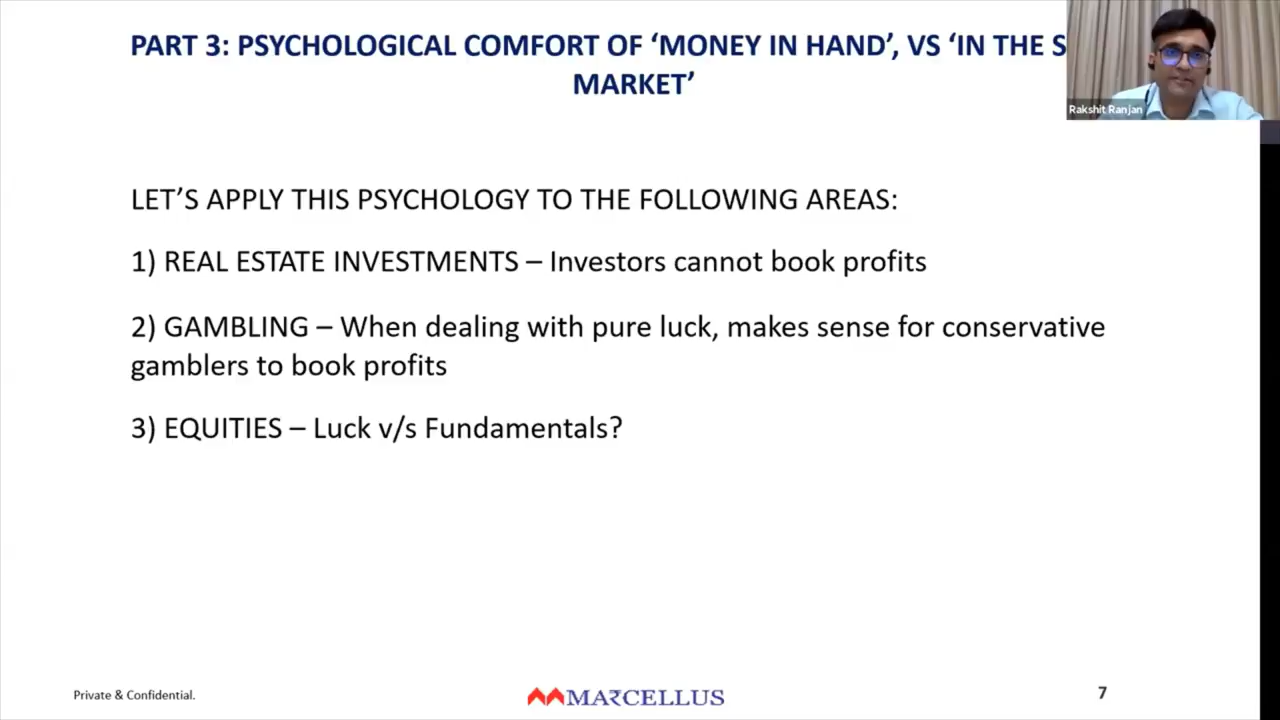 PART 3: PSYCHOLOGICAL COMFORT OF ‘MONEY IN HAND’, VS ‘IN THE S
MARKET’
Rakshit Ranjan
LET’S APPLY THIS PSYCHOLOGY TO THE FOLLOWING AREAS:
1) REAL ESTATE INVESTMENTS – Investors cannot book profits
2) GAMBLING – When dealing with pure luck, makes sense for conservative
gamblers to book profits
3) EQUITIES – Luck v/s Fundamentals?
Private & Confidential.
MARCELLUS
7